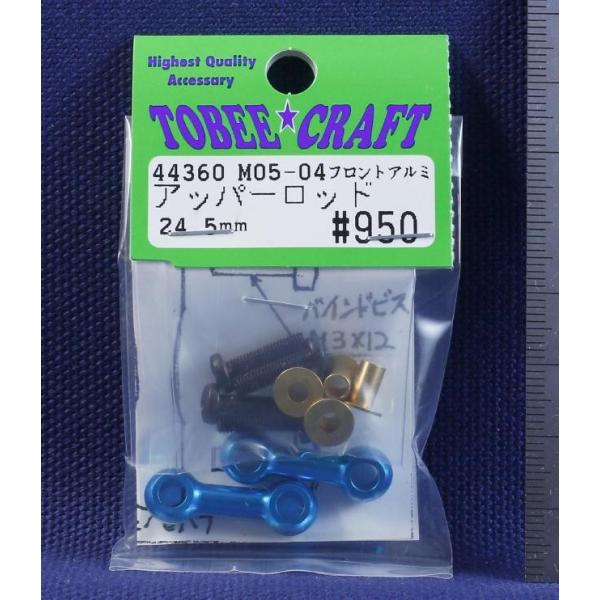 Highest Quality
Accessary
TOBEE★CRAFT
44360 M05-04フロントアルミ
アッパーロッド
24.5mm
#950
バインドビス
M3X12